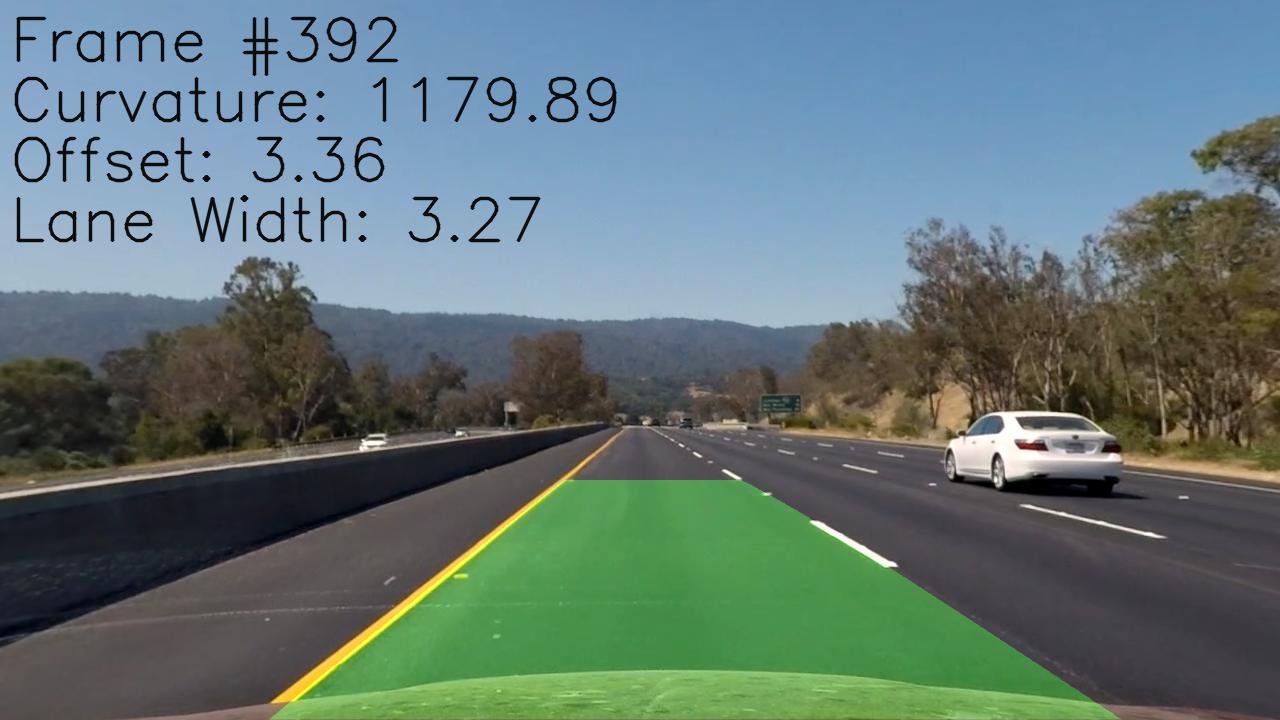 Frame #392
Curvature: 1179.89
Offset: 3.36
Lane Width: 3.27